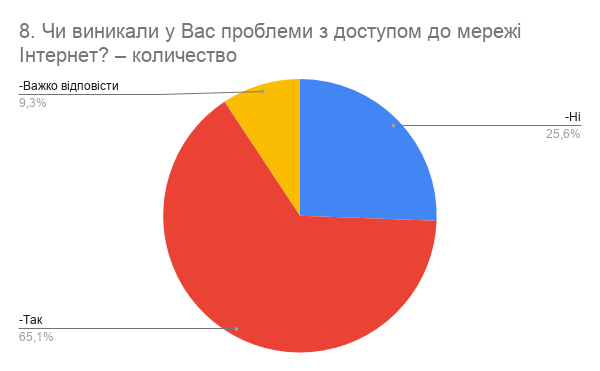 8. Чи виникали у Вас проблеми з доступом до мережі
Інтернет? – количество
-Важко відповісти
9,3%
-Ні
25,6%
-Так
65,1%